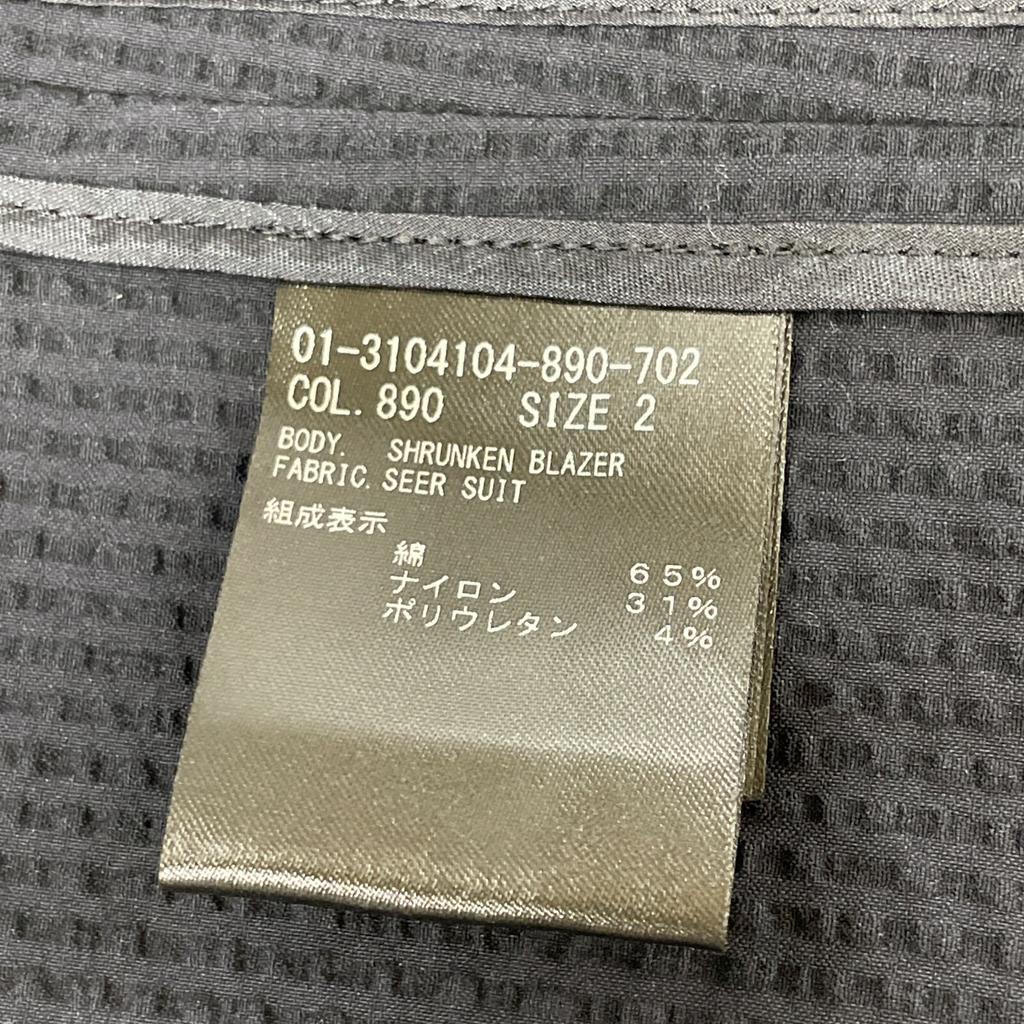 01-3104104-890-702
COL. 890 SIZE 2
BODY. SHRUNKEN BLAZER
FABRIC. SEER SUIT
組成表示
綿 65%
ナイロン 31%
ポリウレタン 4%